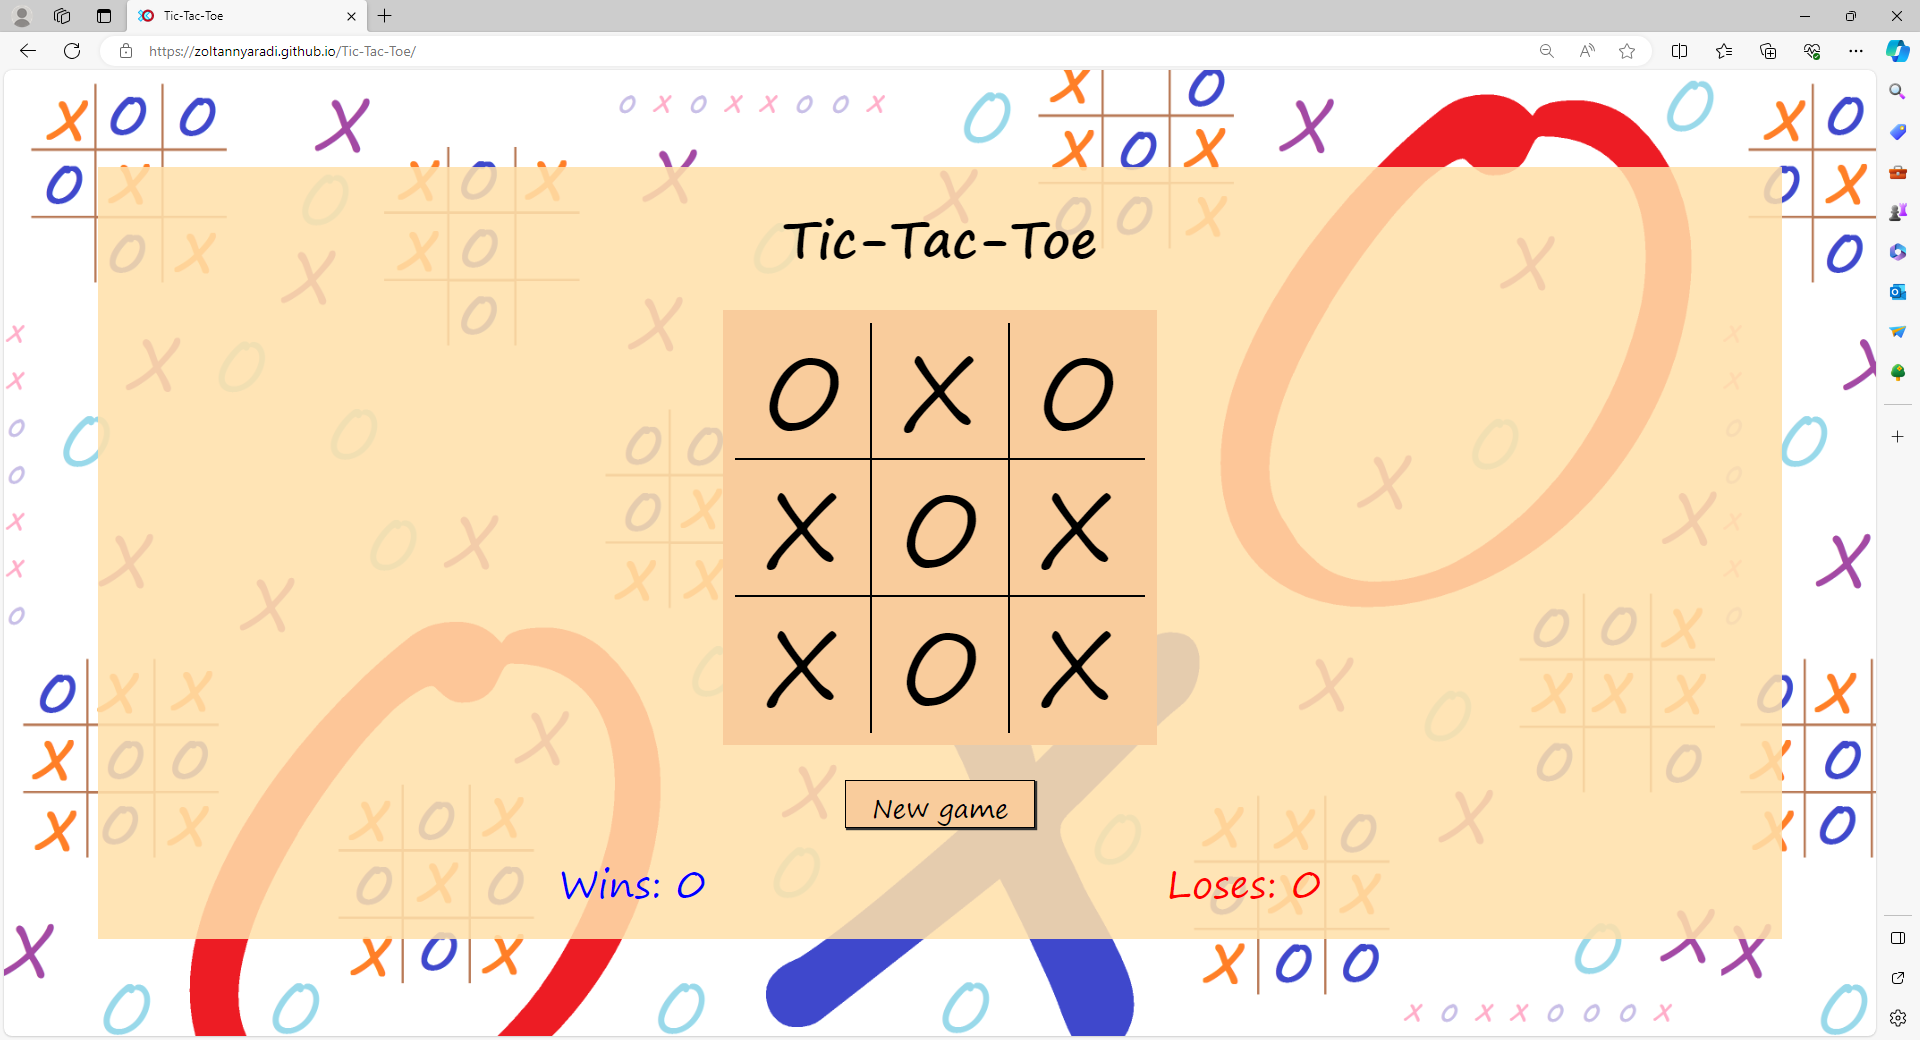 Tic-Tac-Toe
https://zoltannyaradi.github.io/Tic-Tac-Toe/
Tic-Tac-Toe
O X O
X O X
X O X
New game
Wins: 0
Loses: 0